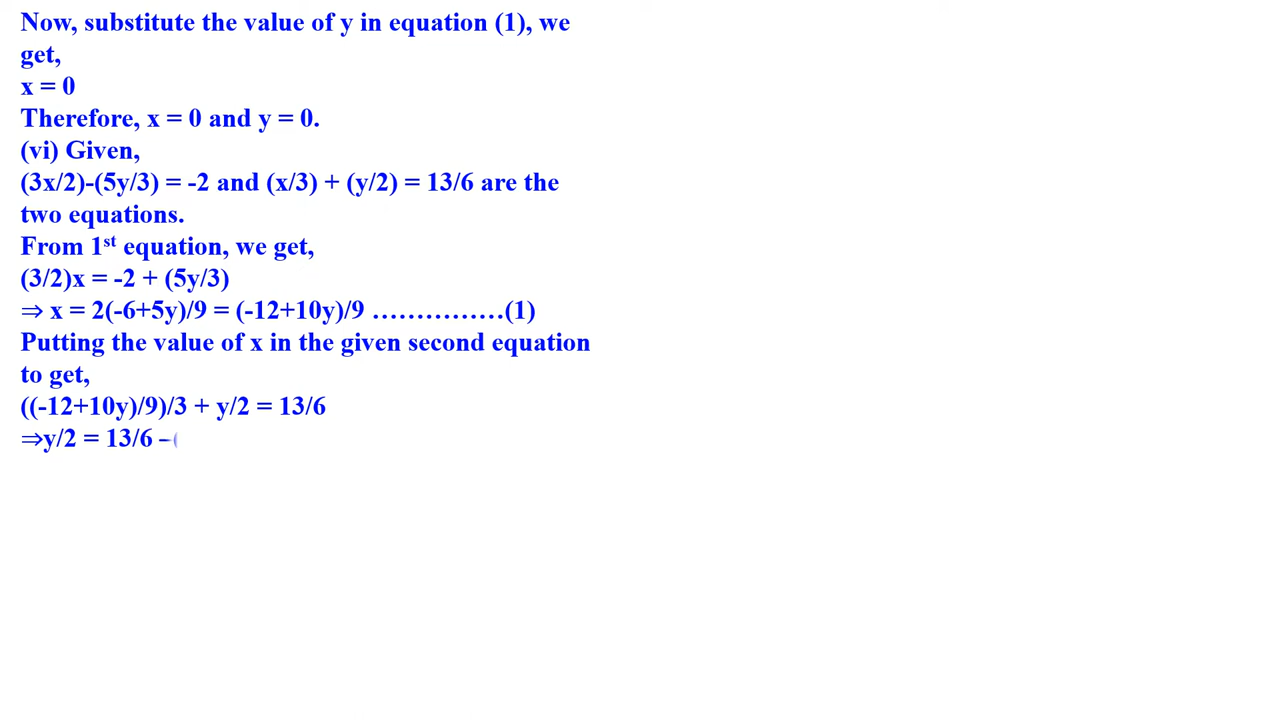 Now, substitute the value of y in equation (1), we
get,
x = 0
Therefore, x = 0 and y = 0.
(vi) Given,
(3x/2)-(5y/3) = -2 and (x/3) + (y/2) = 13/6 are the
two equations.
From 1st equation, we get,
(3/2)x = -2 + (5y/3)
⇒ x = 2(-6+5y)/9 = (-12+10y)/9 ……………(1)
Putting the value of x in the given second equation
to get,
((-12+10y)/9)/3 + y/2 = 13/6
⇒y/2 = 13/6 –(